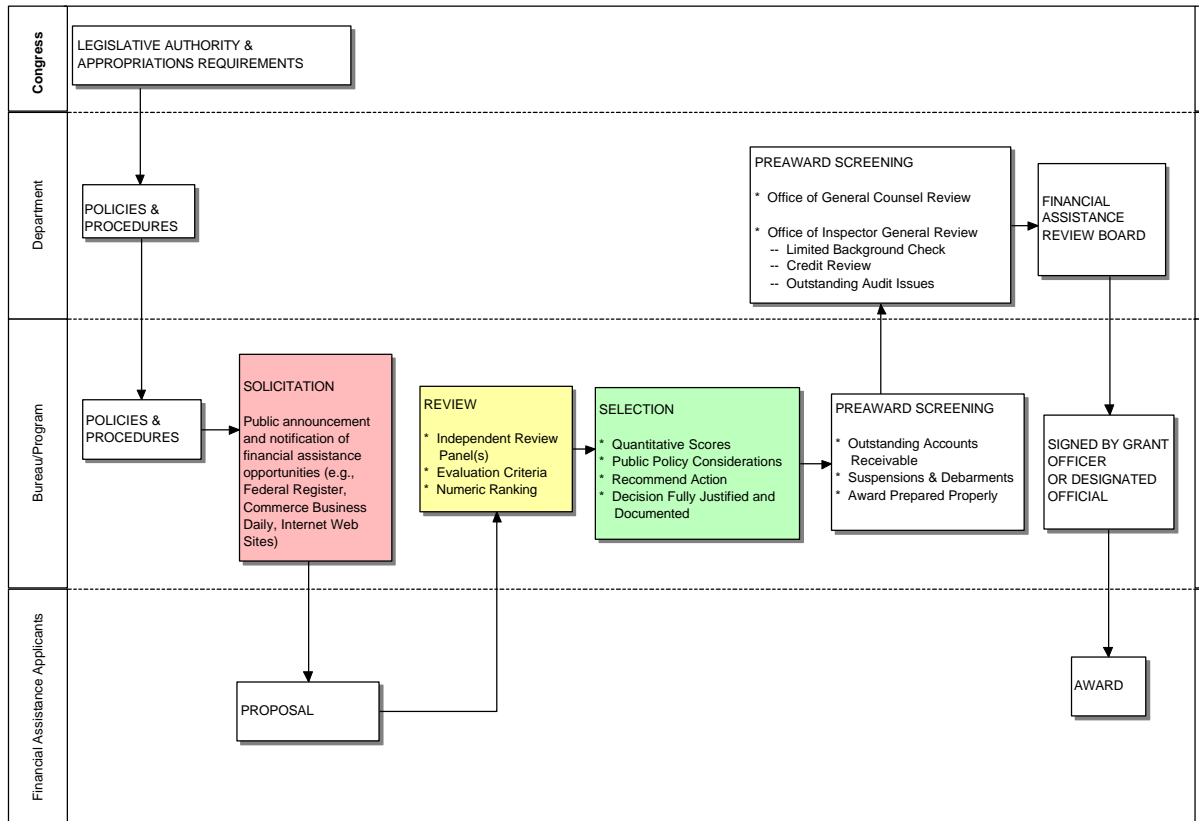 Congress
LEGISLATIVE AUTHORITY &
APPROPRIATIONS REQUIREMENTS
Department
POLICIES &
PROCEDURES
PREAWARD SCREENING
* Office of General Counsel Review
* Office of Inspector General Review
-- Limited Background Check
-- Credit Review
-- Outstanding Audit Issues
FINANCIAL
ASSISTANCE
REVIEW BOARD
Bureau/Program
POLICIES &
PROCEDURES
SOLICITATION
Public announcement
and notification of
financial assistance
opportunities (e.g.,
Federal Register,
Commerce Business
Daily, Internet Web
Sites)
REVIEW
* Independent Review
Panel(s)
* Evaluation Criteria
* Numeric Ranking
SELECTION
* Quantitative Scores
* Public Policy Considerations
* Recommend Action
* Decision Fully Justified and
Documented
PREAWARD SCREENING
* Outstanding Accounts
Receivable
* Suspensions & Debarments
* Award Prepared Properly
SIGNED BY GRANT
OFFICER
OR DESIGNATED
OFFICIAL
Financial Assistance Applicants
PROPOSAL
AWARD